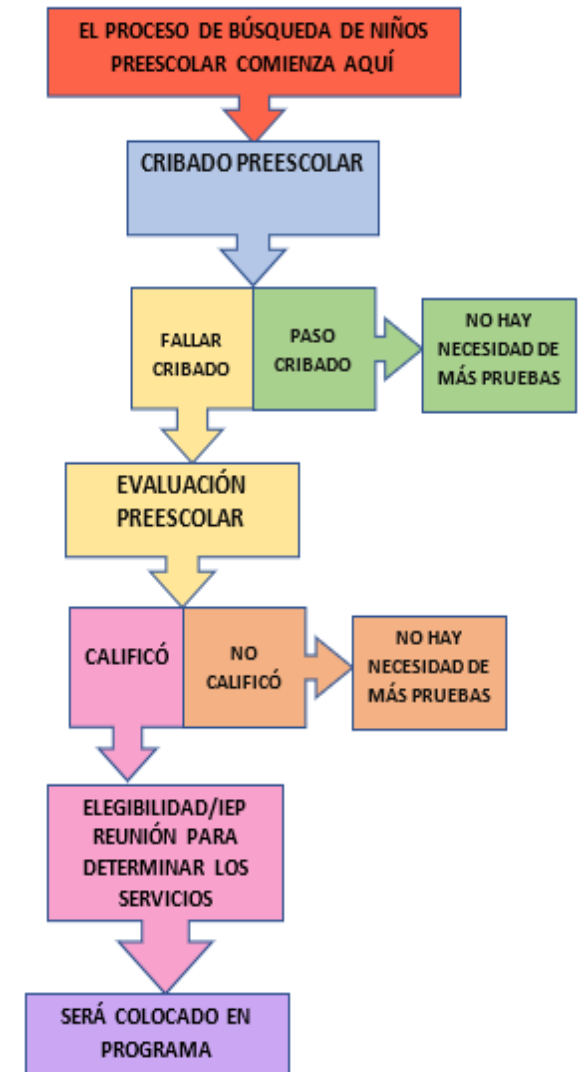 EL PROCESO DE BÚSQUEDA DE NIÑOS
PREESCOLAR COMIENZA AQUÍ
CRIBADO PREESCOLAR
FALLAR
CRIBADO
PASO
CRIBADO
NO HAY
NECESIDAD DE
MÁS PRUEBAS
EVALUACIÓN
PREESCOLAR
CALIFICÓ
NO
CALIFICÓ
NO HAY
NECESIDAD DE
MÁS PRUEBAS
ELEGIBILIDAD/IEP
REUNIÓN PARA
DETERMINAR LOS
SERVICIOS
SERÁ COLOCADO EN
PROGRAMA